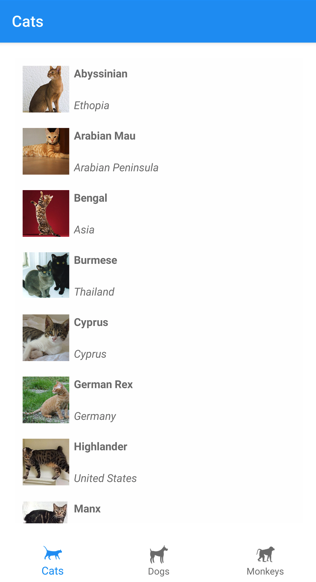 Cats
Abyssinian
Ethopia
Arabian Mau
Arabian Peninsula
Bengal
Asia
Burmese
Thailand
Cyprus
Cyprus
German Rex
Germany
Highlander
United States
Manx
Cats
Dogs
Monkeys